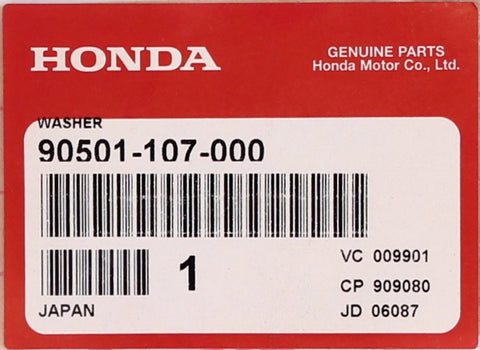 HONDA
GENUINE PARTS
Honda Motor Co., Ltd.
WASHER
90501-107-000
1
VC 009901
CP 909080
JAPAN
JD 06087